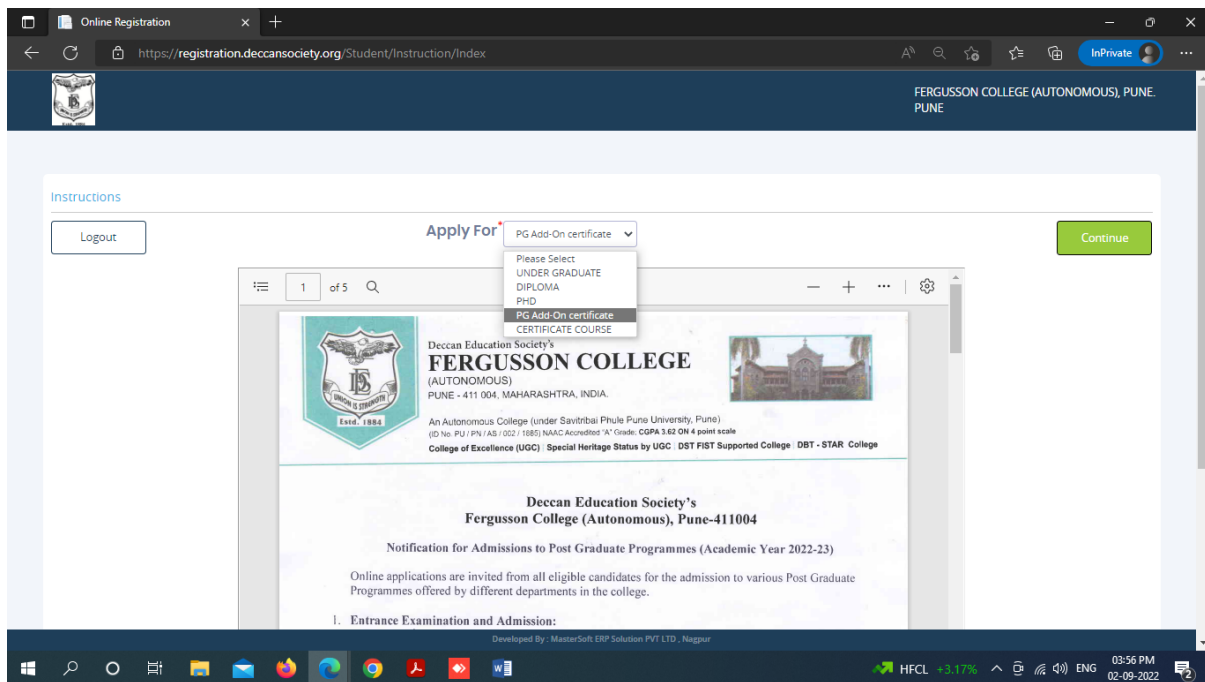 Online Registration
https://registration.deccansociety.org/Student/Instruction/Index
InPrivate
FERGUSSON COLLEGE (AUTONOMOUS), PUNE.
PUNE
Instructions
Logout
Apply For*
PG Add-On certificate
Continue
Please Select
UNDER GRADUATE
DIPLOMA
PHD
PG Add-On certificate
CERTIFICATE COURSE
1 of 5
Deccan Education Society's
FERGUSSON COLLEGE
(AUTONOMOUS)
PUNE - 411 004, MAHARASHTRA, INDIA.
An Autonomous College (under Savitribai Phule Pune University, Pune)
(ID No. PU / PN / AS / 002 / 1885) NAAC Accredited "A" Grade: CGPA 3.62 ON 4 point scale
College of Excellence (UGC) | Special Heritage Status by UGC | DST FIST Supported College | DBT - STAR College
UNION IS STRENGTH
Estd. 1884
Deccan Education Society's
Fergusson College (Autonomous), Pune-411004
Notification for Admissions to Post Graduate Programmes (Academic Year 2022-23)
Online applications are invited from all eligible candidates for the admission to various Post Graduate
Programmes offered by different departments in the college.
1. Entrance Examination and Admission:
Developed By : MasterSoft ERP Solution PVT LTD , Nagpur
HFCL +3.17%
ENG
03:56 PM
02-09-2022
2